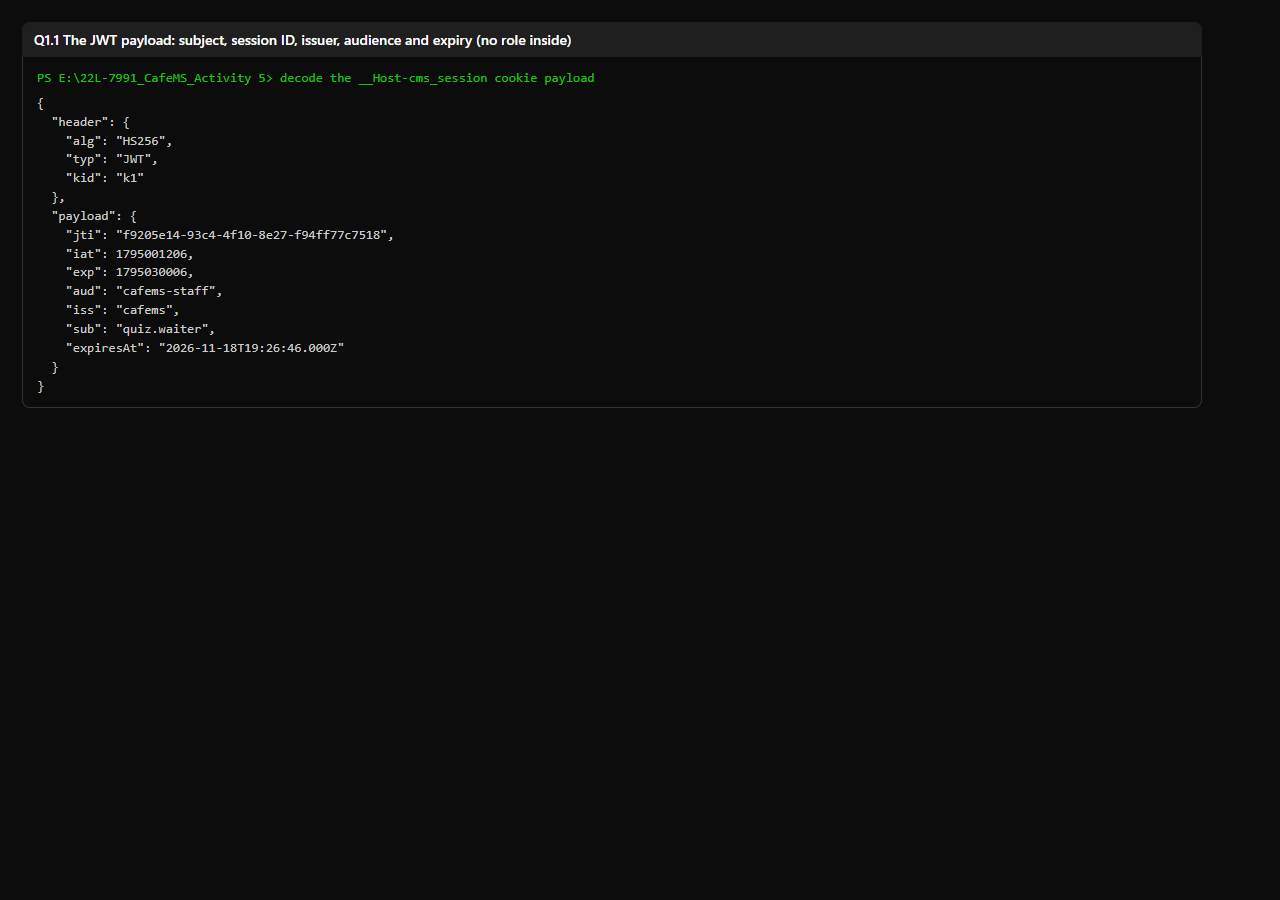 Q1.1 The JWT payload: subject, session ID, issuer, audience and expiry (no role inside)
PS E:\22L-7991_CafeMS_Activity 5> decode the __Host-cms_session cookie payload
{
  "header": {
    "alg": "HS256",
    "typ": "JWT",
    "kid": "k1"
  },
  "payload": {
    "jti": "f9205e14-93c4-4f10-8e27-f94ff77c7518",
    "iat": 1795001206,
    "exp": 1795030006,
    "aud": "cafems-staff",
    "iss": "cafems",
    "sub": "quiz.waiter",
    "expiresAt": "2026-11-18T19:26:46.000Z"
  }
}